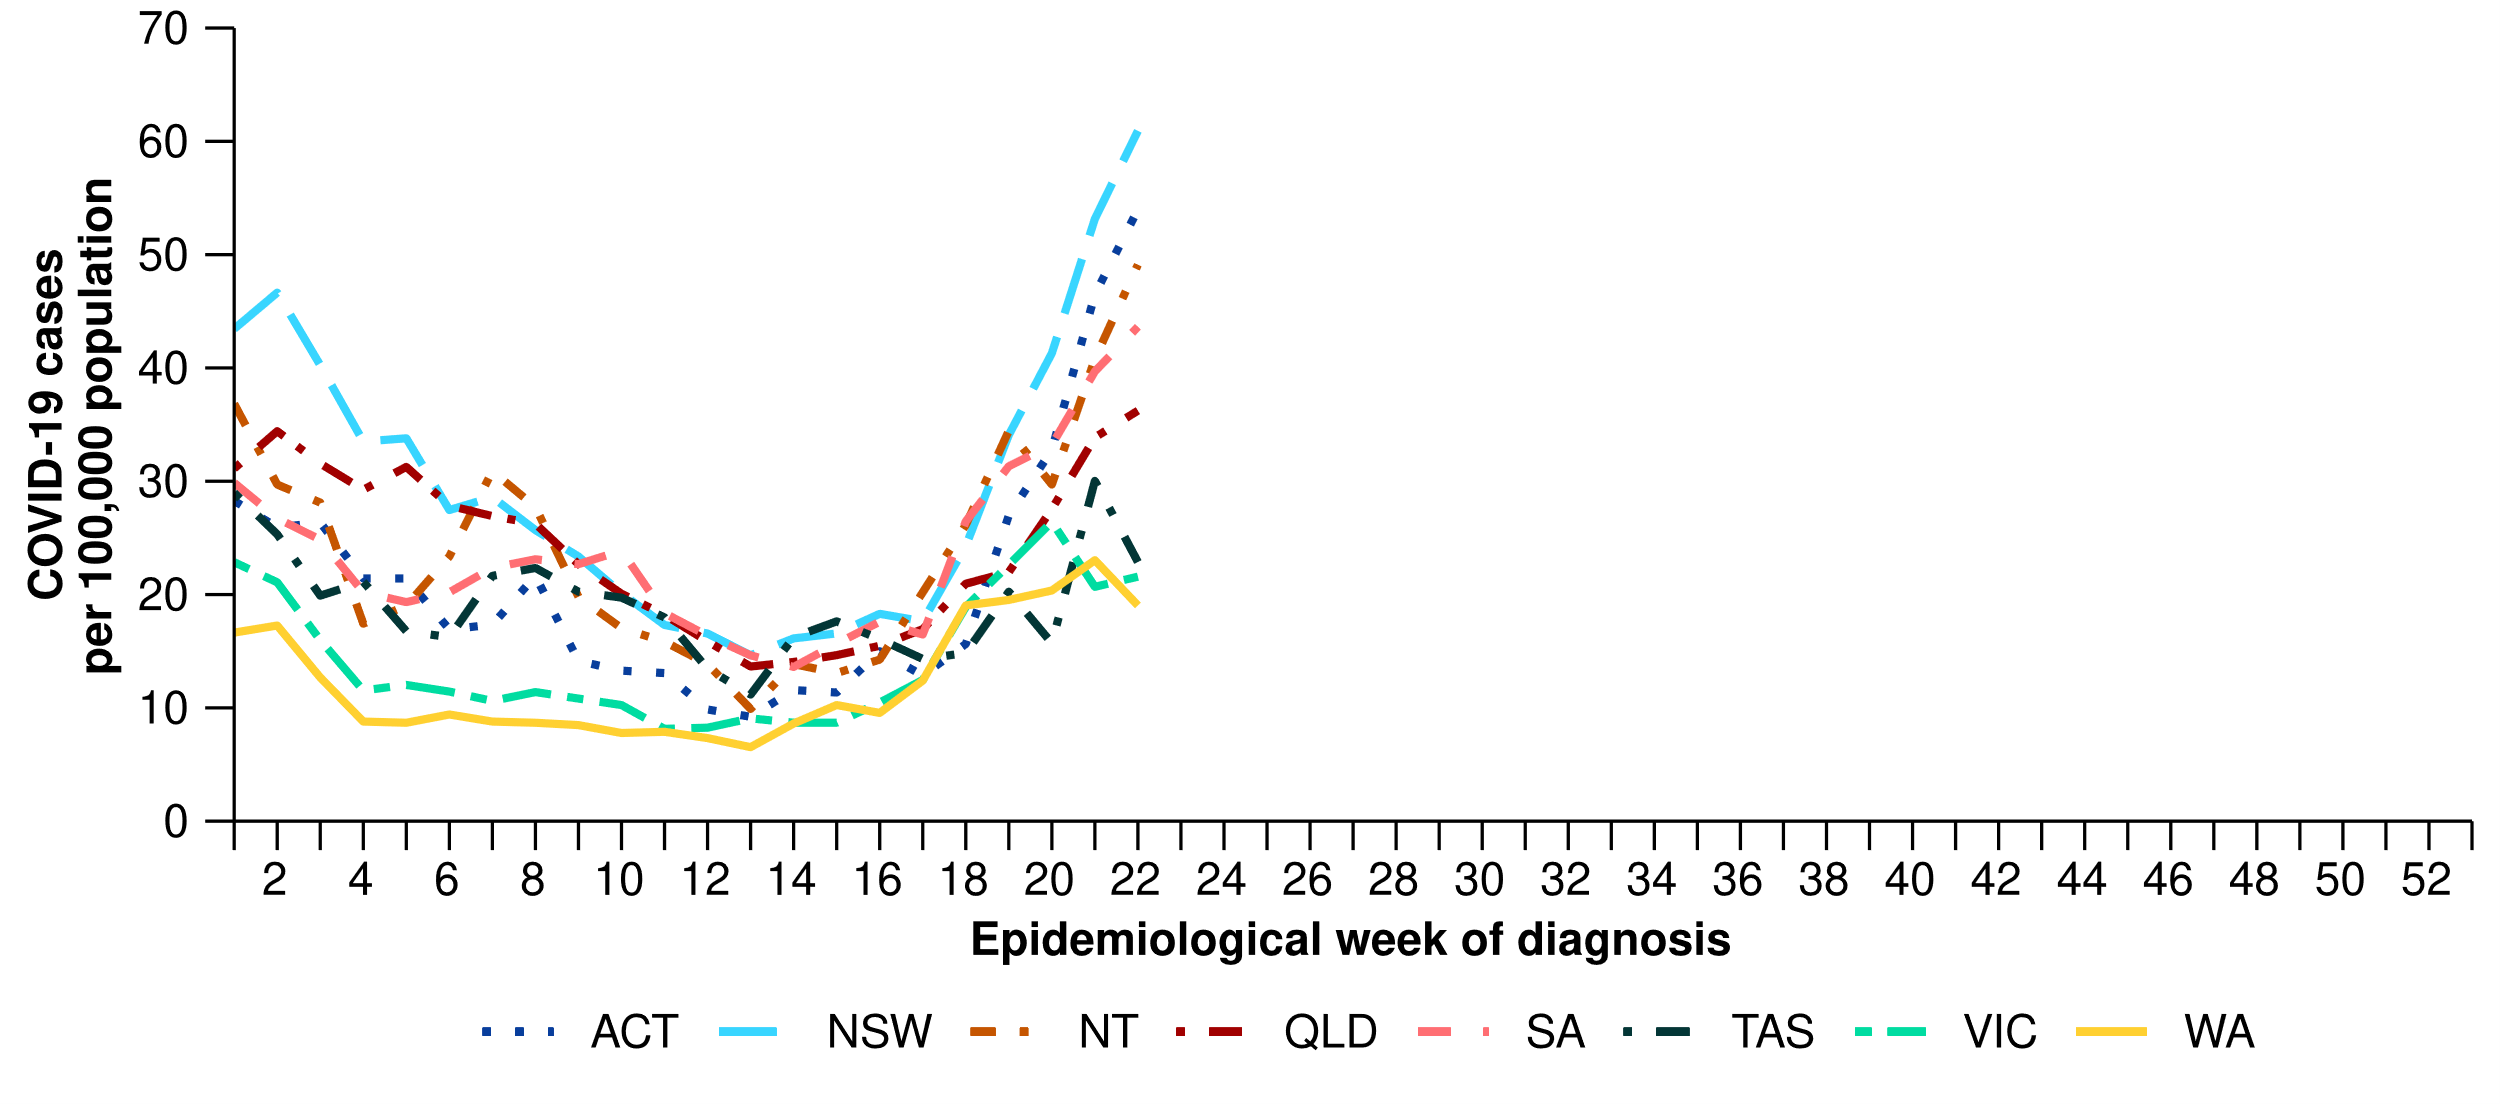 COVID-19 cases
per 100,000 population
70
60
50
40
30
20
10
0
2 4 6 8 10 12 14 16 18 20 22 24 26 28 30 32 34 36 38 40 42 44 46 48 50 52
Epidemiological week of diagnosis
ACT NSW NT QLD SA TAS VIC WA